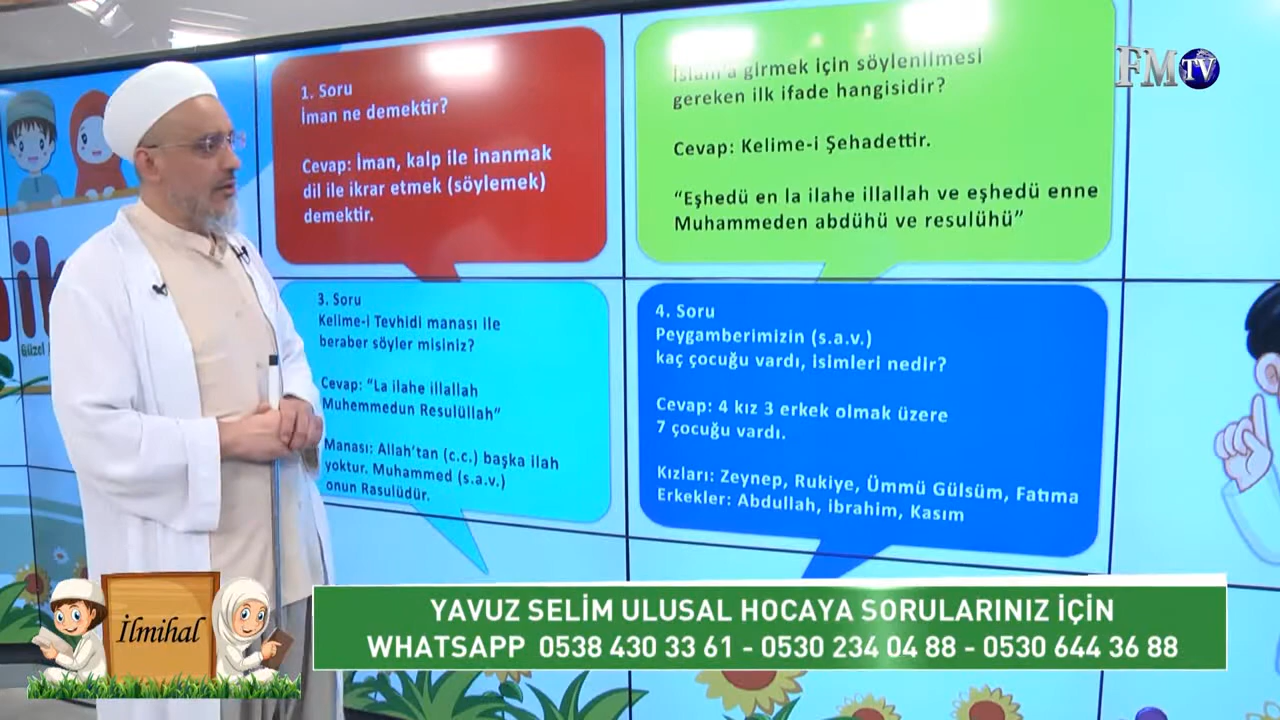 FM TV
1. Soru
İman ne demektir?
Cevap: İman, kalp ile inanmak
dil ile ikrar etmek (söylemek)
demektir.
İslam'a girmek için söylenilmesi
gereken ilk ifade hangisidir?
Cevap: Kelime-i Şehadettir.
“Eşhedü en la ilahe illallah ve eşhedü enne
Muhammeden abdühü ve resulühü”
3. Soru
Kelime-i Tevhidi manası ile
beraber söyler misiniz?
Cevap: “La ilahe illallah
Muhemmedun Resulüllah”
Manası: Allah'tan (c.c.) başka ilah
yoktur. Muhammed (s.a.v.)
onun Rasulüdür.
4. Soru
Peygamberimizin (s.a.v.)
kaç çocuğu vardı, isimleri nedir?
Cevap: 4 kız 3 erkek olmak üzere
7 çocuğu vardı.
Kızları: Zeynep, Rukiye, Ümmü Gülsüm, Fatıma
Erkekler: Abdullah, ibrahim, Kasım
Güzel
İlmihal
YAVUZ SELİM ULUSAL HOCAYA SORULARINIZ İÇİN
WHATSAPP 0538 430 33 61 - 0530 234 04 88 - 0530 644 36 88